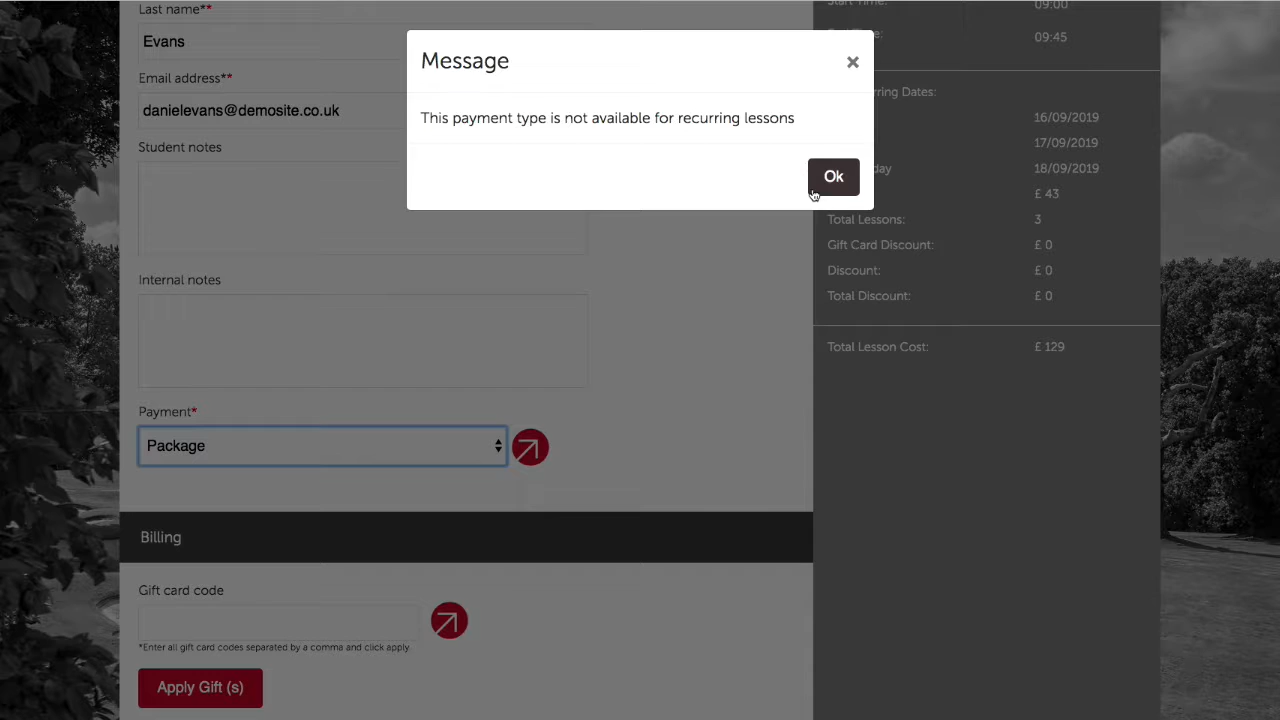 Last name**
Evans
Email address**
danielevans@demosite.co.uk
Student notes
Internal notes
Payment*
Package
Billing
Gift card code
*Enter all gift card codes separated by a comma and click apply.
Apply Gift (s)
Message
×
This payment type is not available for recurring lessons
Ok
Start Time: 09:00
09:45
Dates:
16/09/2019
17/09/2019
18/09/2019
£ 43
Total Lessons: 3
Gift Card Discount: £ 0
Discount: £ 0
Total Discount: £ 0
Total Lesson Cost: £ 129